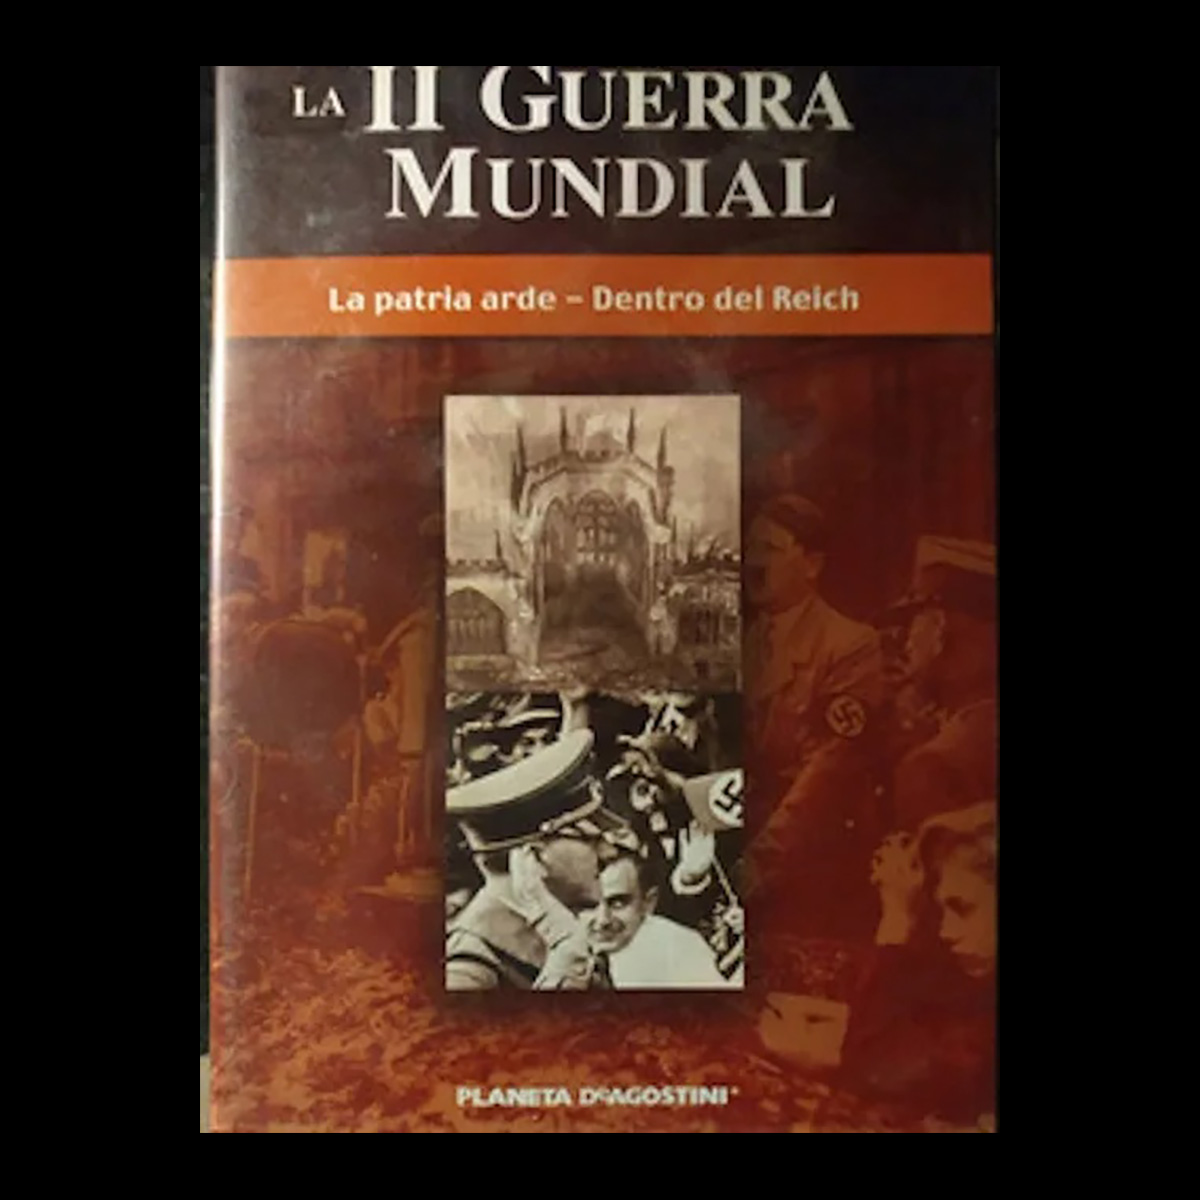 LA II GUERRA
MUNDIAL
La patria arde – Dentro del Reich
PLANETA DEAGOSTINI